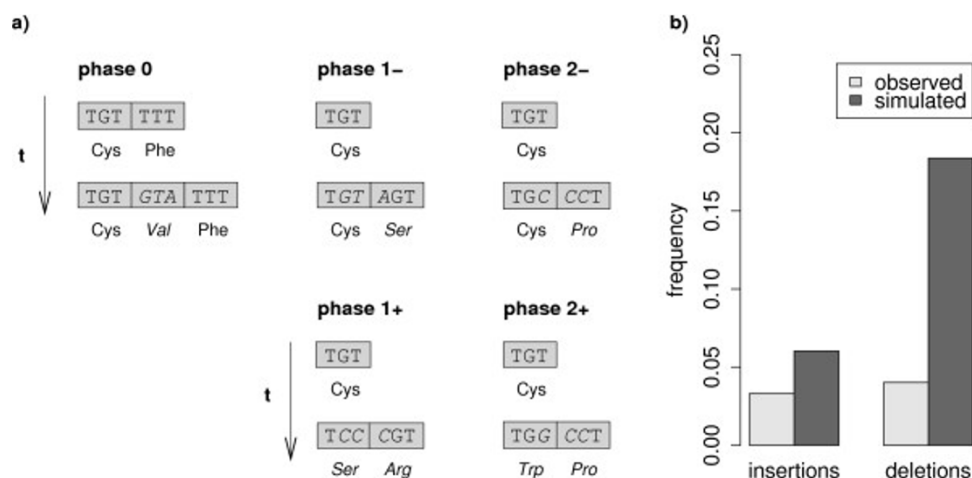 a)
phase 0
phase 1−
phase 2−
t
TGT TTT
TGT
TGT
Cys Phe
Cys
Cys
TGT GTA TTT
TGT AGT
TGC CCT
Cys Val Phe
Cys Ser
Cys Pro
phase 1+
phase 2+
t
TGT
TGT
Cys
Cys
TCC CGT
TGG CCT
Ser Arg
Trp Pro
b)
frequency
0.25
0.20
0.15
0.10
0.05
0.00
observed
simulated
insertions
deletions